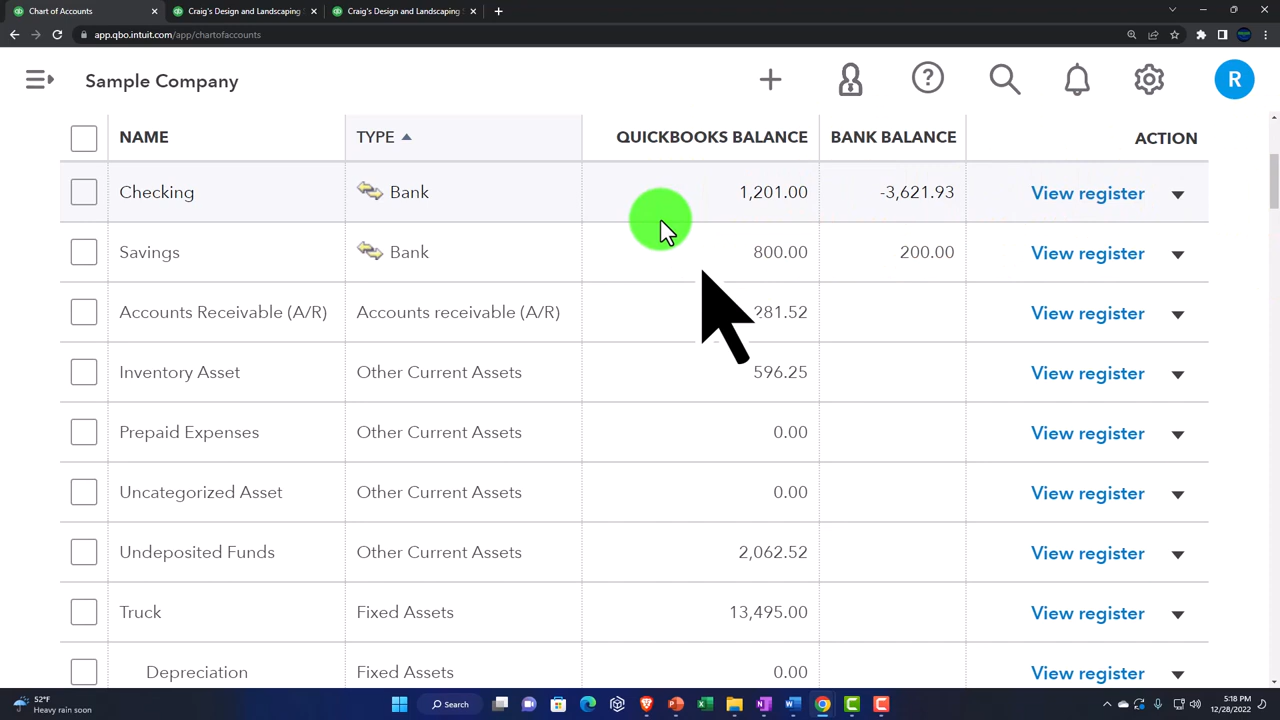 Chart of Accounts
Craig's Design and Landscaping
Craig's Design and Landscaping
app.qbo.intuit.com/app/chartofaccounts
Sample Company
R
NAME TYPE QUICKBOOKS BALANCE BANK BALANCE ACTION
Checking Bank 1,201.00 -3,621.93 View register
Savings Bank 800.00 200.00 View register
Accounts Receivable (A/R) Accounts receivable (A/R) 281.52 View register
Inventory Asset Other Current Assets 596.25 View register
Prepaid Expenses Other Current Assets 0.00 View register
Uncategorized Asset Other Current Assets 0.00 View register
Undeposited Funds Other Current Assets 2,062.52 View register
Truck Fixed Assets 13,495.00 View register
Depreciation Fixed Assets 0.00 View register
52°F
Heavy rain soon
Search
5:18 PM
12/28/2022